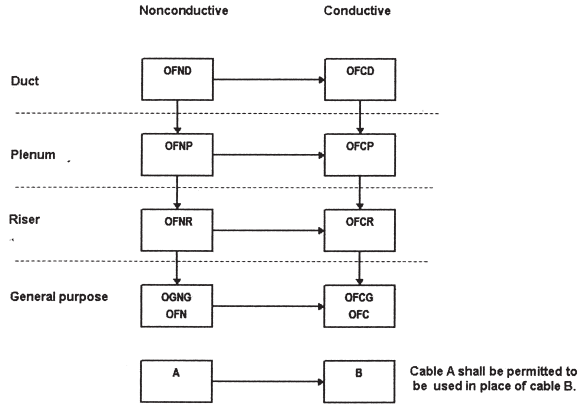 Nonconductive Conductive
Duct OFND OFCD
Plenum OFNP OFCP
Riser OFNR OFCR
General purpose OGNG OFCG
OFN OFC
A B Cable A shall be permitted to
be used in place of cable B.